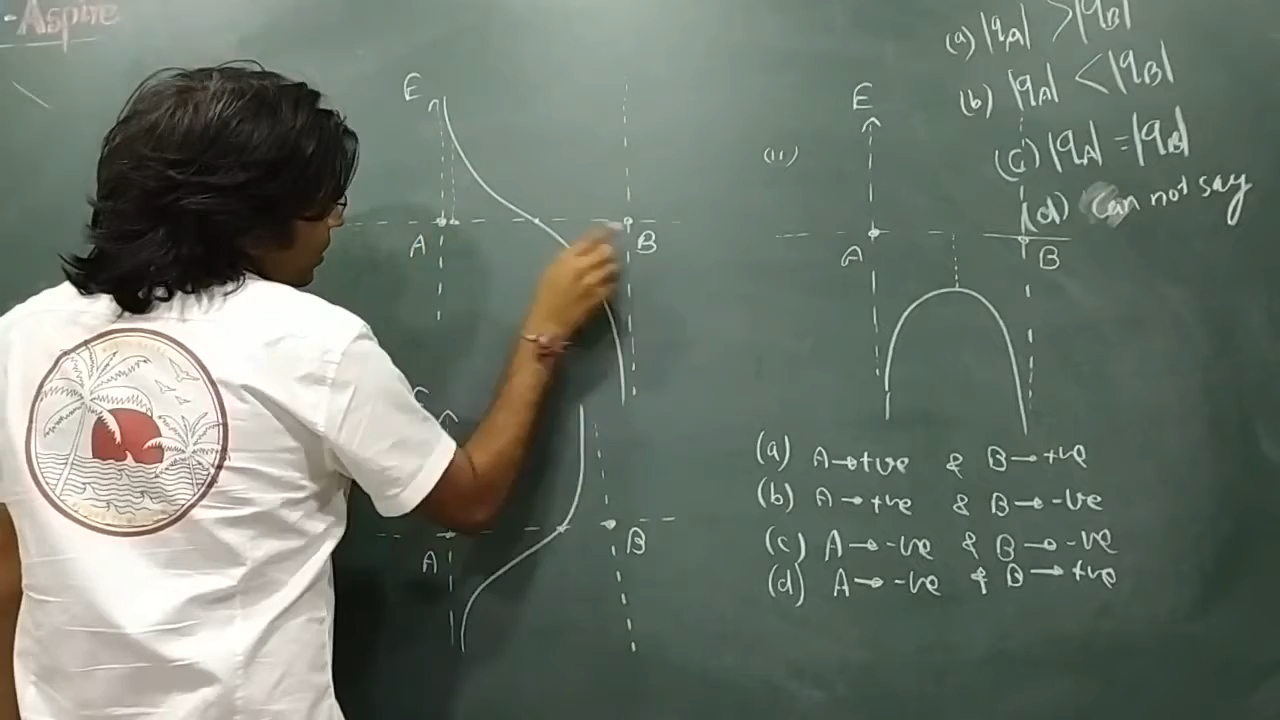 -Aspire
E
A
B
A
B
(ii)
E
A
B
(a) |qA| > |qB|
(b) |qA| < |qB|
(c) |qA| = |qB|
(d) Can not say
(a) A → +ve & B → +ve
(b) A → +ve & B → -ve
(c) A → -ve & B → -ve
(d) A → -ve & B → +ve